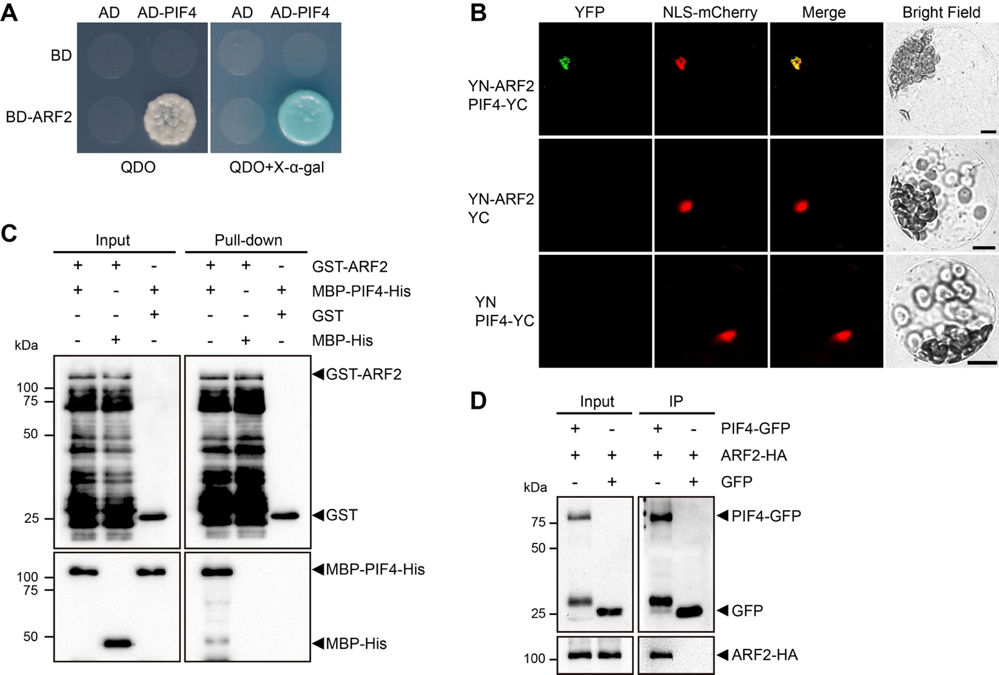 A
AD AD-PIF4 AD AD-PIF4
BD
BD-ARF2
QDO QDO+X-α-gal
B
YFP NLS-mCherry Merge Bright Field
YN-ARF2
PIF4-YC
YN-ARF2
YC
YN
PIF4-YC
C
Input Pull-down
+ + - + + - GST-ARF2
+ - + + - + MBP-PIF4-His
- - + - - + GST
- + - - + - MBP-His
kDa
GST-ARF2
100
75
50
25 GST
MBP-PIF4-His
100
75
50
MBP-His
D
Input IP
+ - + - PIF4-GFP
+ + + + ARF2-HA
- + - + GFP
kDa
PIF4-GFP
75
50
25 GFP
100 ARF2-HA